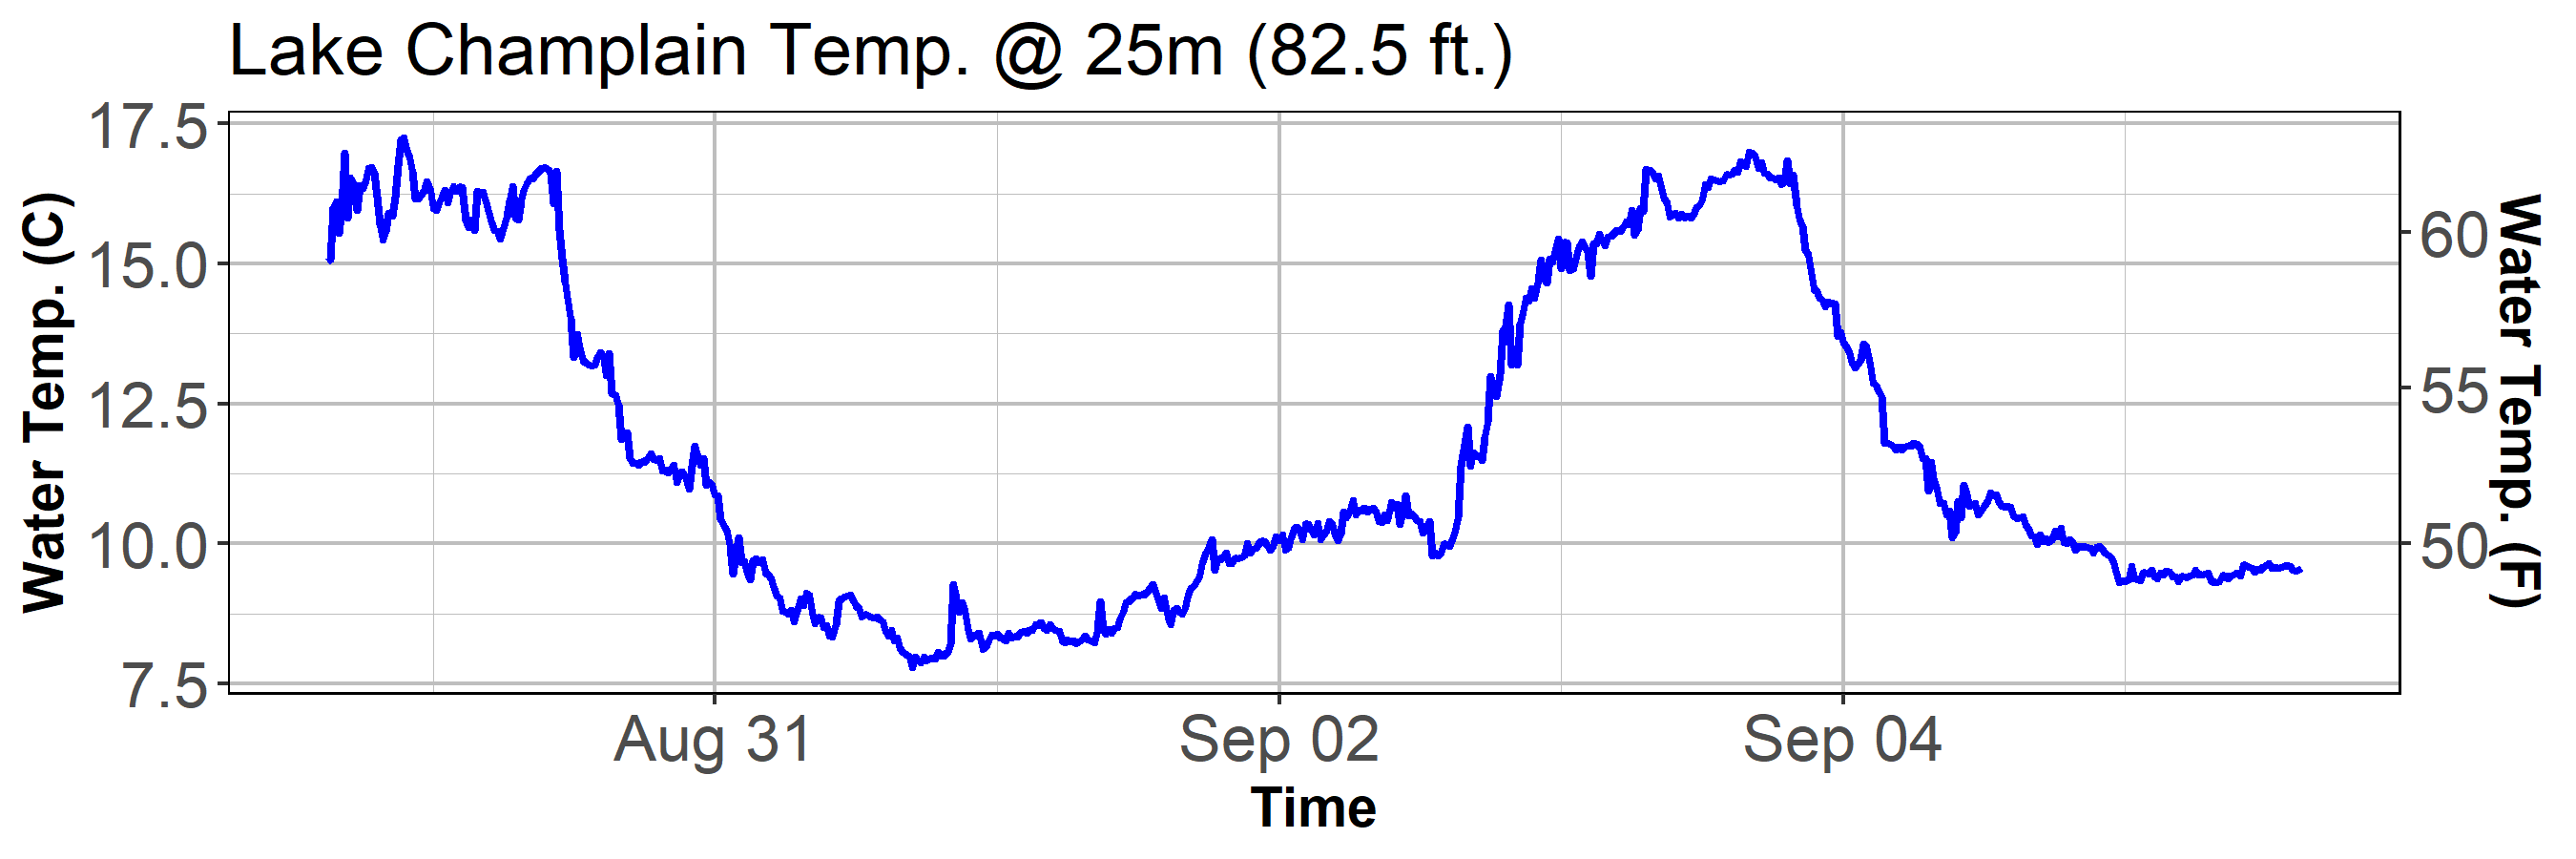 Lake Champlain Temp. @ 25m (82.5 ft.)
Water Temp. (C)
17.5
15.0
12.5
10.0
7.5
60
55
50
Water Temp. (F)
Aug 31
Sep 02
Sep 04
Time